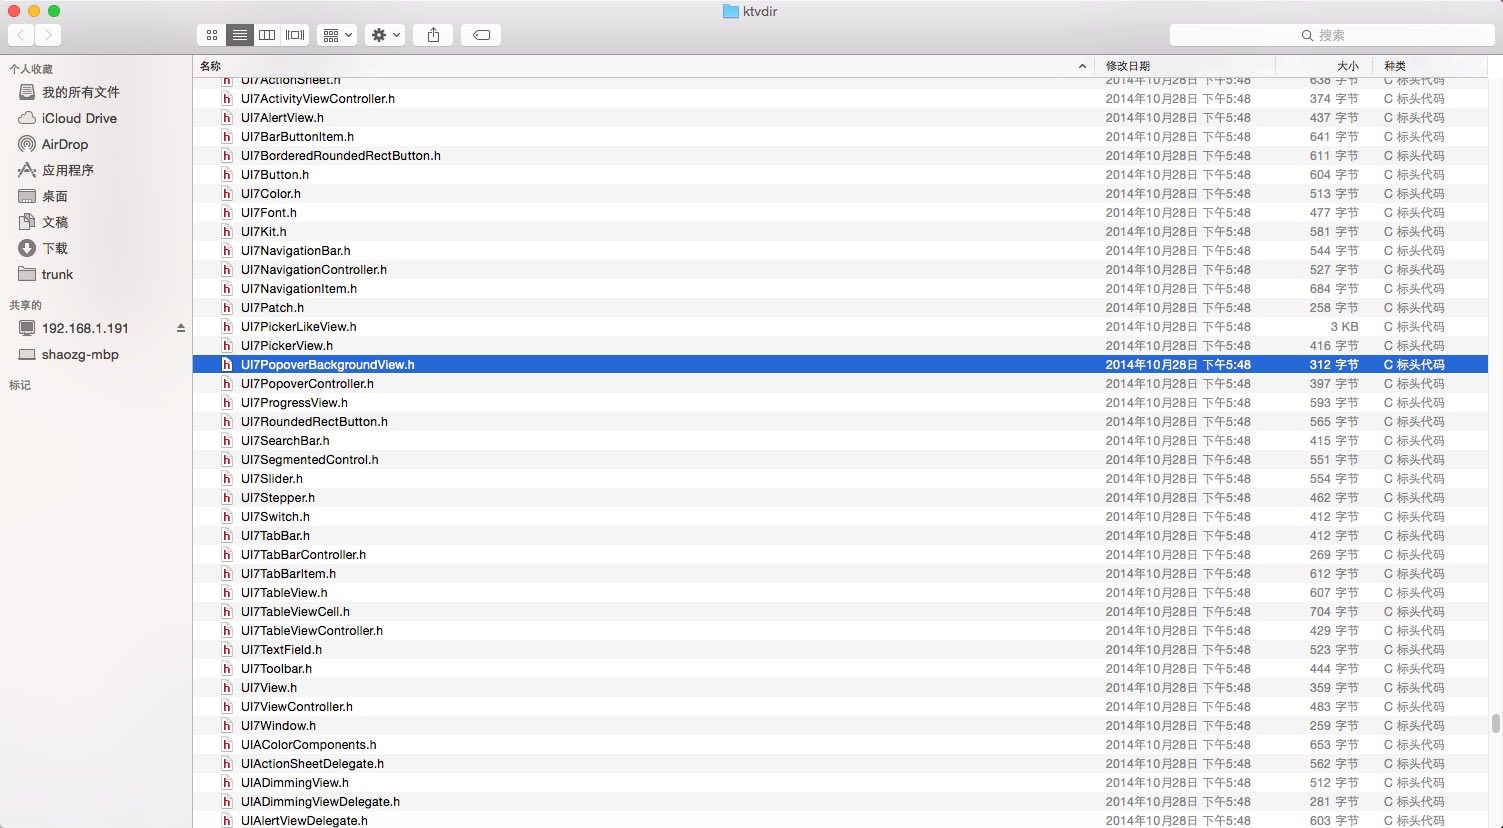 ktvdir
搜索
个人收藏
我的所有文件
iCloud Drive
AirDrop
应用程序
桌面
文稿
下载
trunk
共享的
192.168.1.191
shaozg-mbp
标记
名称 修改日期 大小 种类
UI7ActionSheet.h 2014年10月28日 下午5:48 638 字节 C 标头代码
UI7ActivityViewController.h 2014年10月28日 下午5:48 374 字节 C 标头代码
UI7AlertView.h 2014年10月28日 下午5:48 437 字节 C 标头代码
UI7BarButtonItem.h 2014年10月28日 下午5:48 641 字节 C 标头代码
UI7BorderedRoundedRectButton.h 2014年10月28日 下午5:48 611 字节 C 标头代码
UI7Button.h 2014年10月28日 下午5:48 604 字节 C 标头代码
UI7Color.h 2014年10月28日 下午5:48 513 字节 C 标头代码
UI7Font.h 2014年10月28日 下午5:48 477 字节 C 标头代码
UI7Kit.h 2014年10月28日 下午5:48 581 字节 C 标头代码
UI7NavigationBar.h 2014年10月28日 下午5:48 544 字节 C 标头代码
UI7NavigationController.h 2014年10月28日 下午5:48 527 字节 C 标头代码
UI7NavigationItem.h 2014年10月28日 下午5:48 684 字节 C 标头代码
UI7Patch.h 2014年10月28日 下午5:48 258 字节 C 标头代码
UI7PickerLikeView.h 2014年10月28日 下午5:48 3 KB C 标头代码
UI7PickerView.h 2014年10月28日 下午5:48 416 字节 C 标头代码
UI7PopoverBackgroundView.h 2014年10月28日 下午5:48 312 字节 C 标头代码
UI7PopoverController.h 2014年10月28日 下午5:48 397 字节 C 标头代码
UI7ProgressView.h 2014年10月28日 下午5:48 593 字节 C 标头代码
UI7RoundedRectButton.h 2014年10月28日 下午5:48 565 字节 C 标头代码
UI7SearchBar.h 2014年10月28日 下午5:48 415 字节 C 标头代码
UI7SegmentedControl.h 2014年10月28日 下午5:48 551 字节 C 标头代码
UI7Slider.h 2014年10月28日 下午5:48 554 字节 C 标头代码
UI7Stepper.h 2014年10月28日 下午5:48 462 字节 C 标头代码
UI7Switch.h 2014年10月28日 下午5:48 412 字节 C 标头代码
UI7TabBar.h 2014年10月28日 下午5:48 412 字节 C 标头代码
UI7TabBarController.h 2014年10月28日 下午5:48 269 字节 C 标头代码
UI7TabBarItem.h 2014年10月28日 下午5:48 612 字节 C 标头代码
UI7TableView.h 2014年10月28日 下午5:48 607 字节 C 标头代码
UI7TableViewCell.h 2014年10月28日 下午5:48 704 字节 C 标头代码
UI7TableViewController.h 2014年10月28日 下午5:48 429 字节 C 标头代码
UI7TextField.h 2014年10月28日 下午5:48 523 字节 C 标头代码
UI7Toolbar.h 2014年10月28日 下午5:48 444 字节 C 标头代码
UI7View.h 2014年10月28日 下午5:48 359 字节 C 标头代码
UI7ViewController.h 2014年10月28日 下午5:48 483 字节 C 标头代码
UI7Window.h 2014年10月28日 下午5:48 259 字节 C 标头代码
UIAColorComponents.h 2014年10月28日 下午5:48 653 字节 C 标头代码
UIActionSheetDelegate.h 2014年10月28日 下午5:48 562 字节 C 标头代码
UIADimmingView.h 2014年10月28日 下午5:48 512 字节 C 标头代码
UIADimmingViewDelegate.h 2014年10月28日 下午5:48 281 字节 C 标头代码
UIAlertViewDelegate.h 2014年10月28日 下午5:48 603 字节 C 标头代码